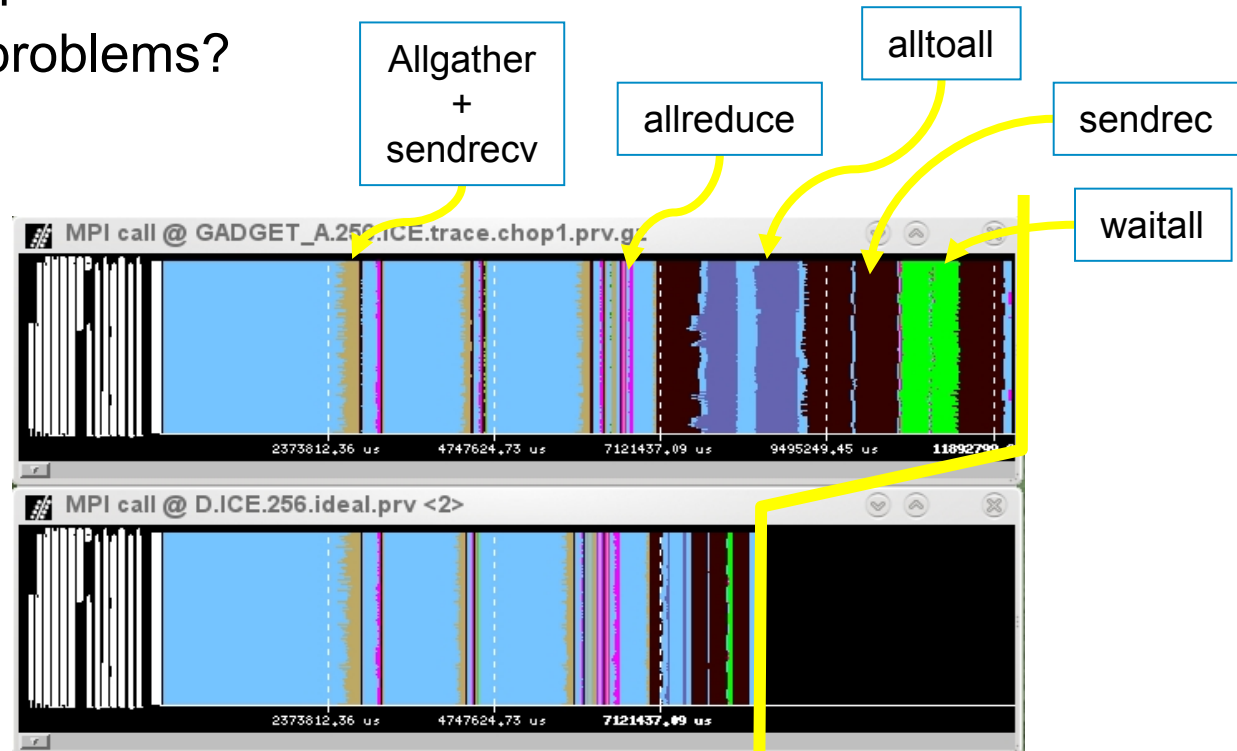 problems?
Allgather
+
sendrecv
allreduce
alltoall
sendrec
waitall
MPI call @ GADGET_A.256.ICE.trace.chop1.prv.gz
2373812,36 us 4747624,73 us 7121437,09 us 9495249,45 us 11892799
MPI call @ D.ICE.256.ideal.prv <2>
2373812,36 us 4747624,73 us 7121437,09 us